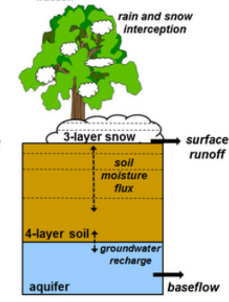 rain and snow
interception
3-layer snow
surface
runoff
soil
moisture
flux
4-layer soil
groundwater
recharge
aquifer
baseflow